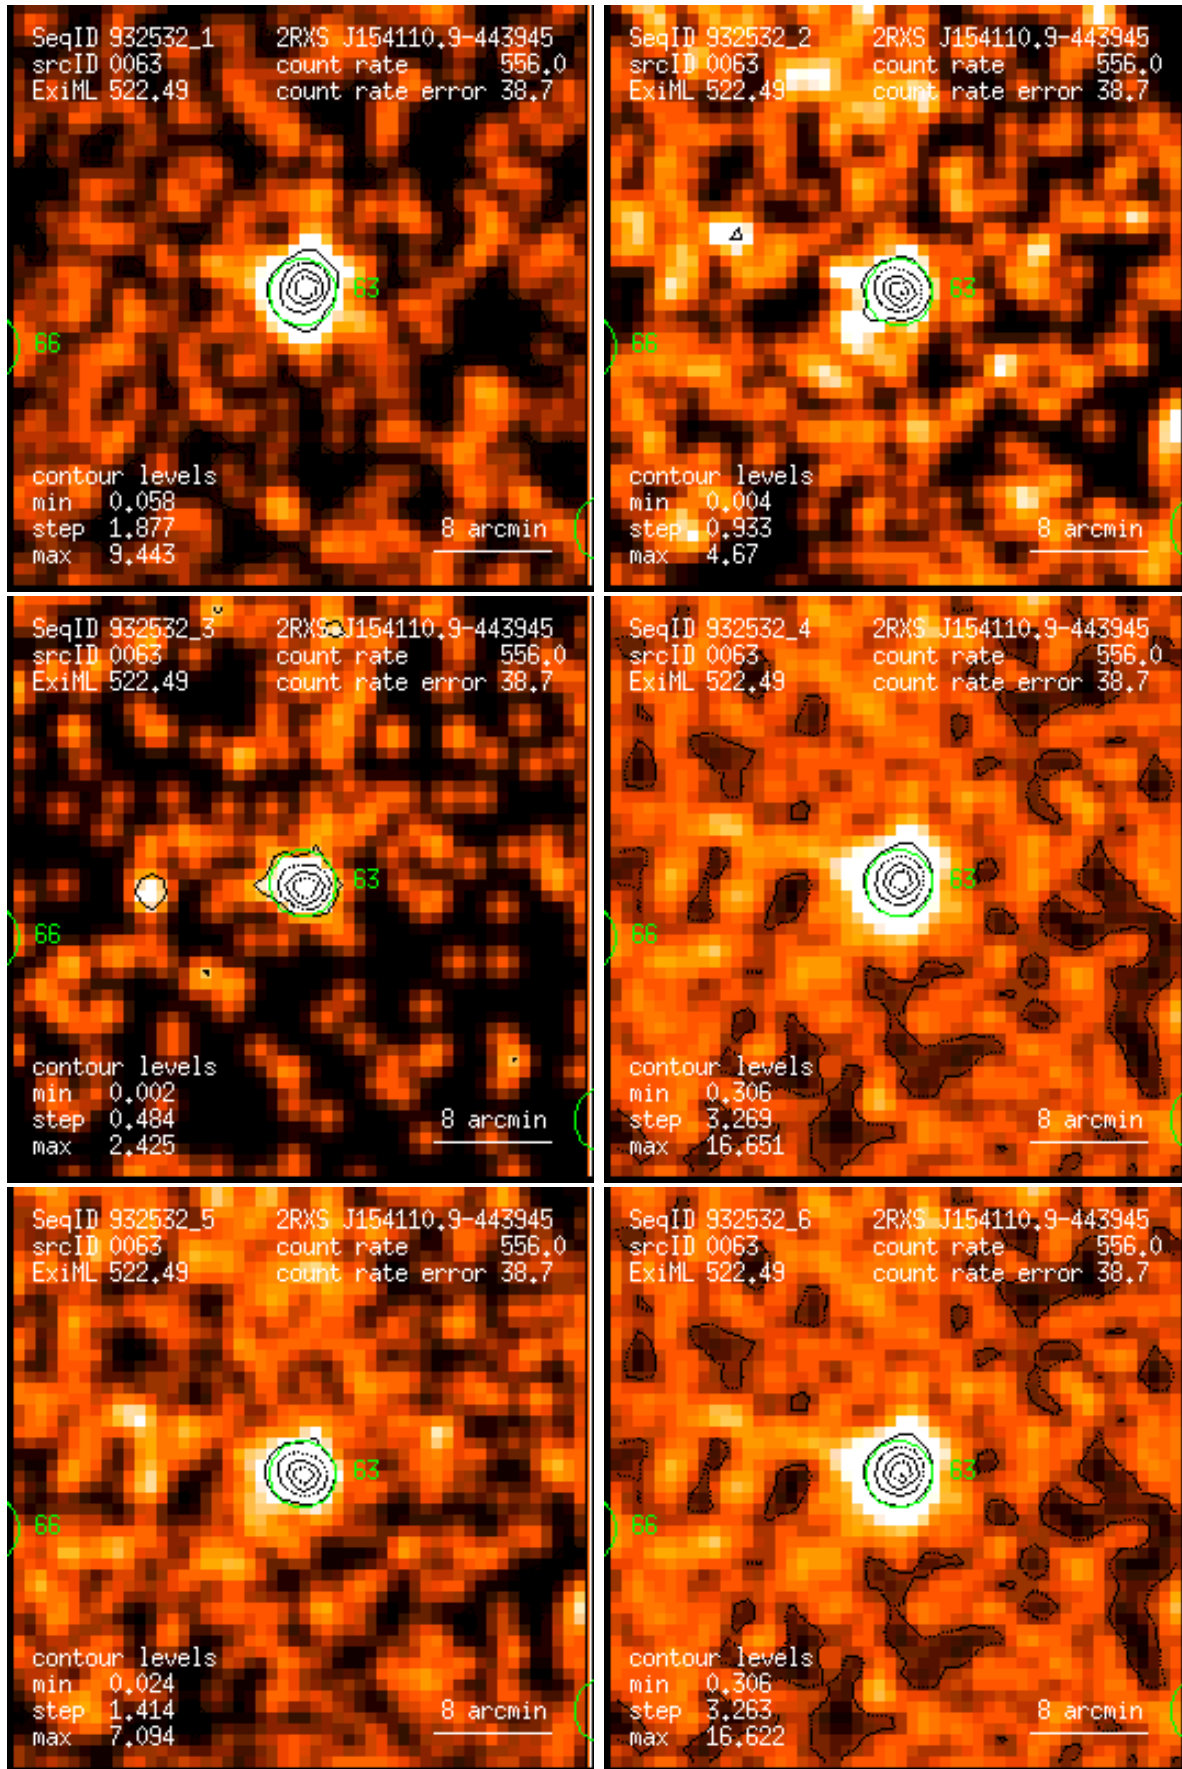 SeqID 932532_1 2RXS J154110.9-443945
srcID 0063 count rate 556.0
ExiML 522.49 count rate error 38.7
63
66
contour levels
min 0.058
step 1.877 8 arcmin
max 9.443
SeqID 932532_2 2RXS J154110.9-443945
srcID 0063 count rate 556.0
ExiML 522.49 count rate error 38.7
63
66
contour levels
min 0.004
step 0.933 8 arcmin
max 4.67
SeqID 932532_3 2RXS J154110.9-443945
srcID 0063 count rate 556.0
ExiML 522.49 count rate error 38.7
63
66
contour levels
min 0.002
step 0.484 8 arcmin
max 2.425
SeqID 932532_4 2RXS J154110.9-443945
srcID 0063 count rate 556.0
ExiML 522.49 count rate error 38.7
63
66
contour levels
min 0.306
step 3.269 8 arcmin
max 16.651
SeqID 932532_5 2RXS J154110.9-443945
srcID 0063 count rate 556.0
ExiML 522.49 count rate error 38.7
63
66
contour levels
min 0.024
step 1.414 8 arcmin
max 7.094
SeqID 932532_6 2RXS J154110.9-443945
srcID 0063 count rate 556.0
ExiML 522.49 count rate error 38.7
63
66
contour levels
min 0.306
step 3.263 8 arcmin
max 16.622